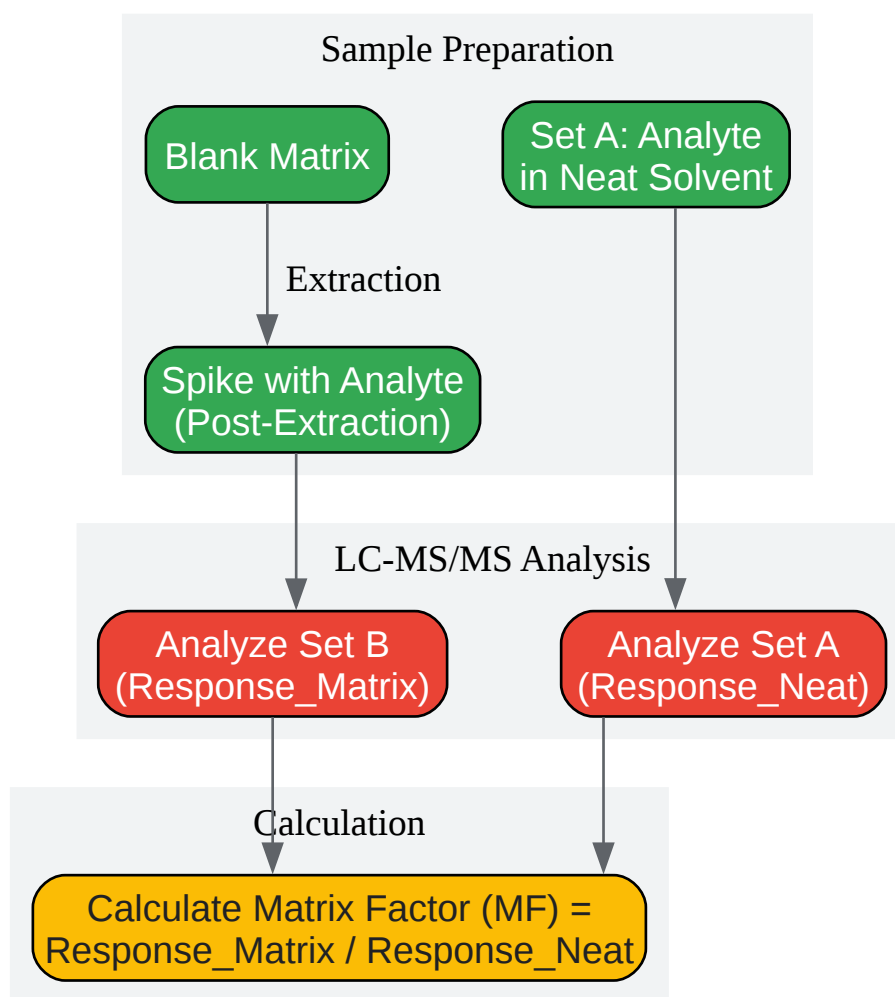 Sample Preparation
Blank Matrix
Set A: Analyte
in Neat Solvent
Extraction
Spike with Analyte
(Post-Extraction)
LC-MS/MS Analysis
Analyze Set B
(Response_Matrix)
Analyze Set A
(Response_Neat)
Calculation
Calculate Matrix Factor (MF) =
Response_Matrix / Response_Neat